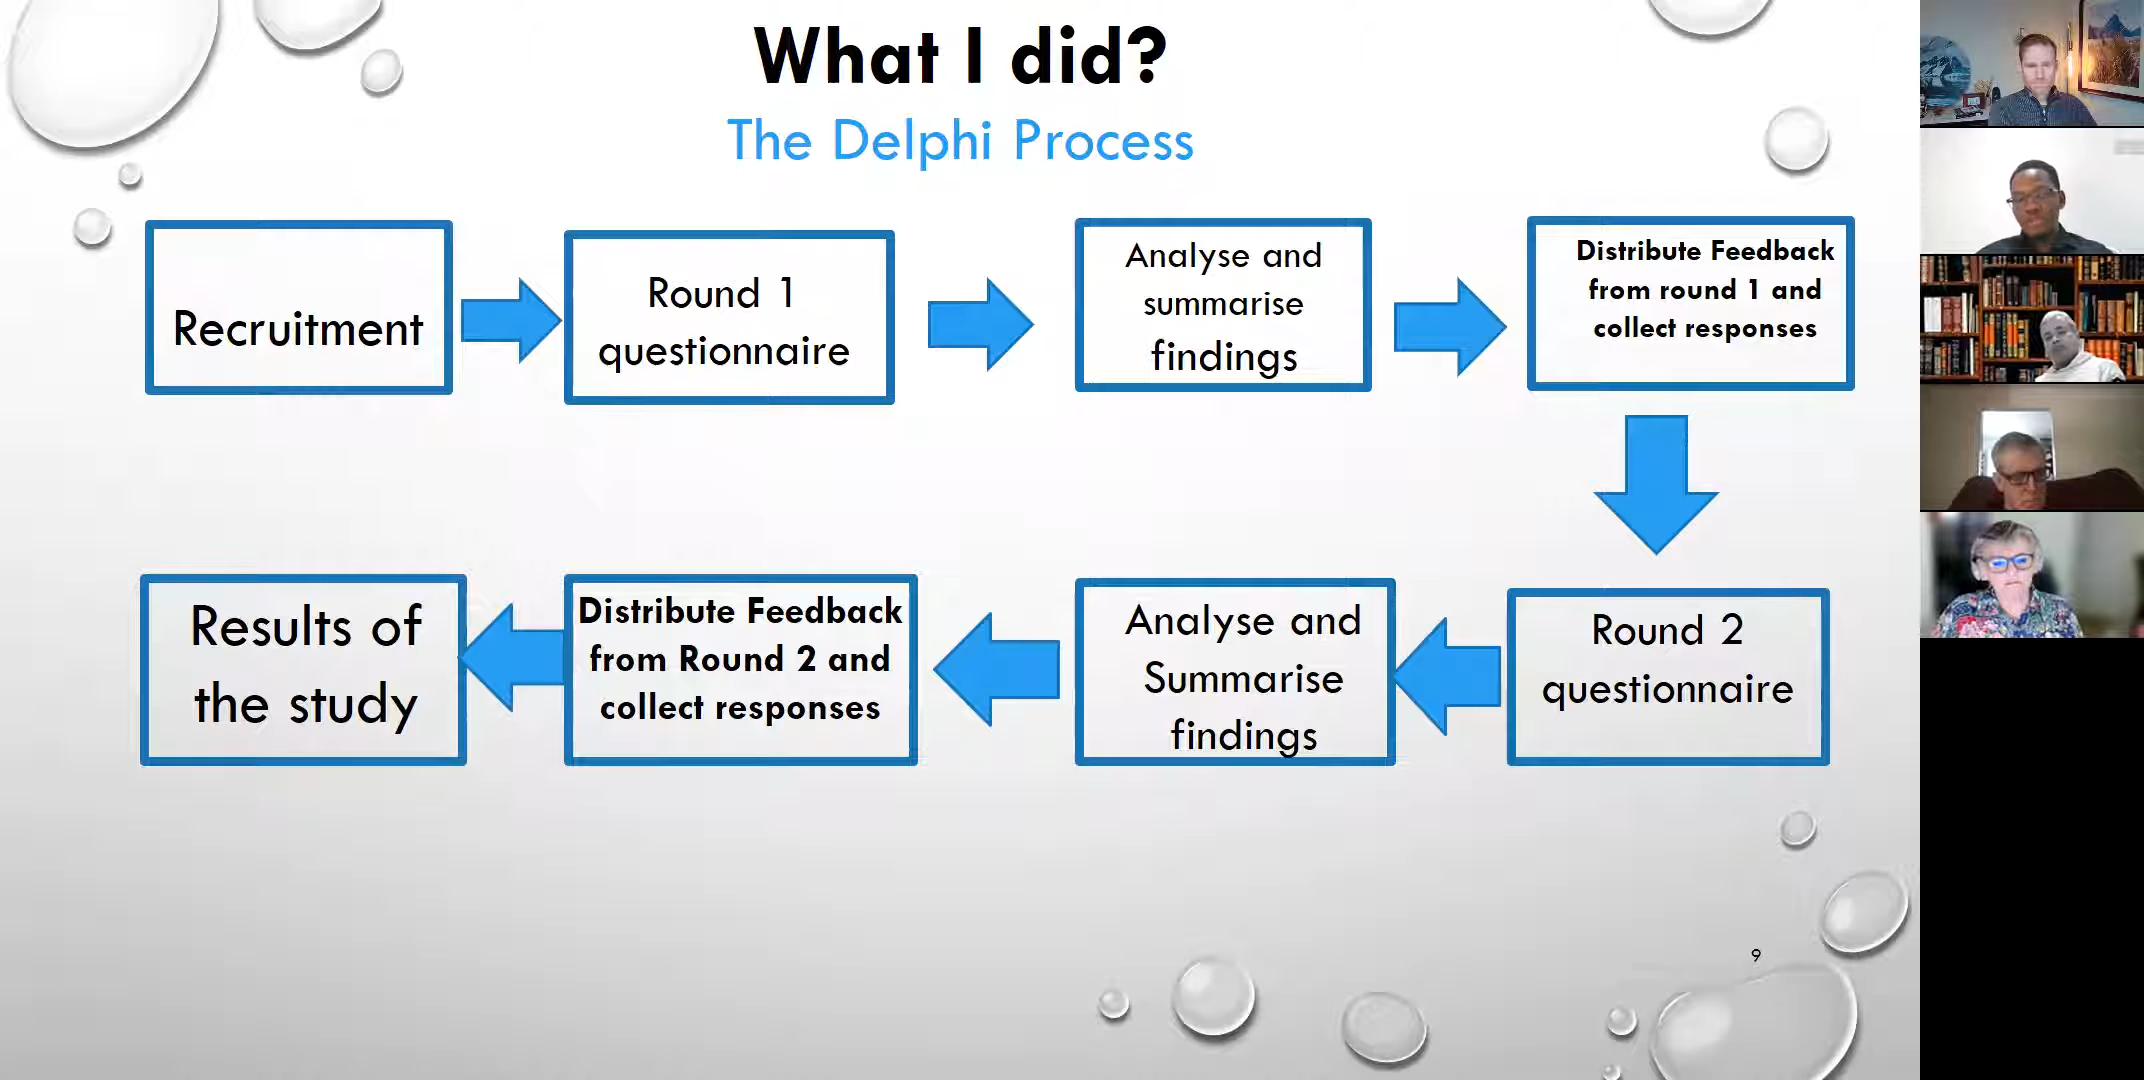 What I did?
The Delphi Process
Recruitment
Round 1
questionnaire
Analyse and
summarise
findings
Distribute Feedback
from round 1 and
collect responses
Round 2
questionnaire
Analyse and
Summarise
findings
Distribute Feedback
from Round 2 and
collect responses
Results of
the study
9